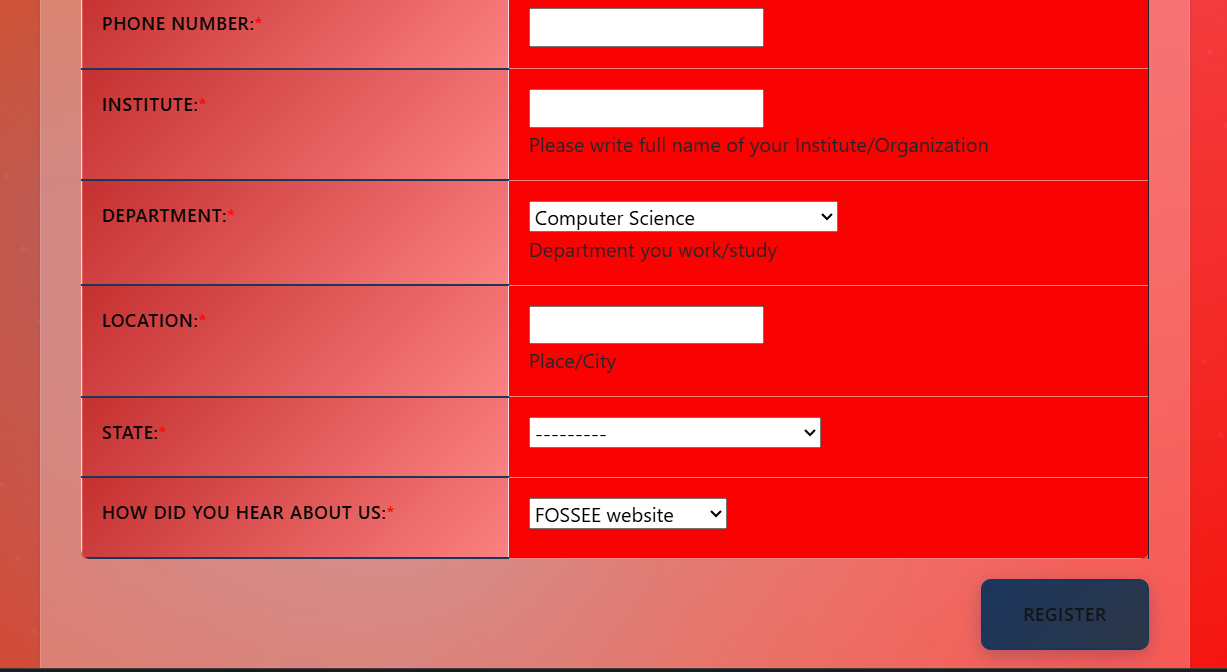 PHONE NUMBER:*
INSTITUTE:*
Please write full name of your Institute/Organization
DEPARTMENT:*
Computer Science
Department you work/study
LOCATION:*
Place/City
STATE:*
---------
HOW DID YOU HEAR ABOUT US:*
FOSSEE website
REGISTER